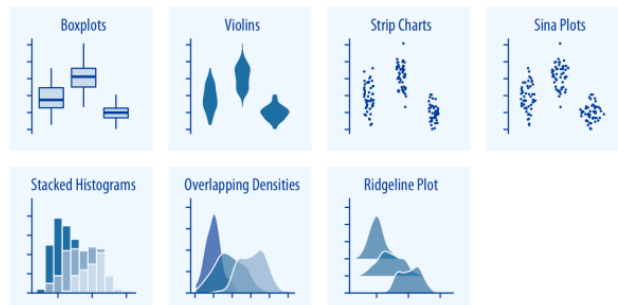 Boxplots
Violins
Strip Charts
Sina Plots
Stacked Histograms
Overlapping Densities
Ridgeline Plot